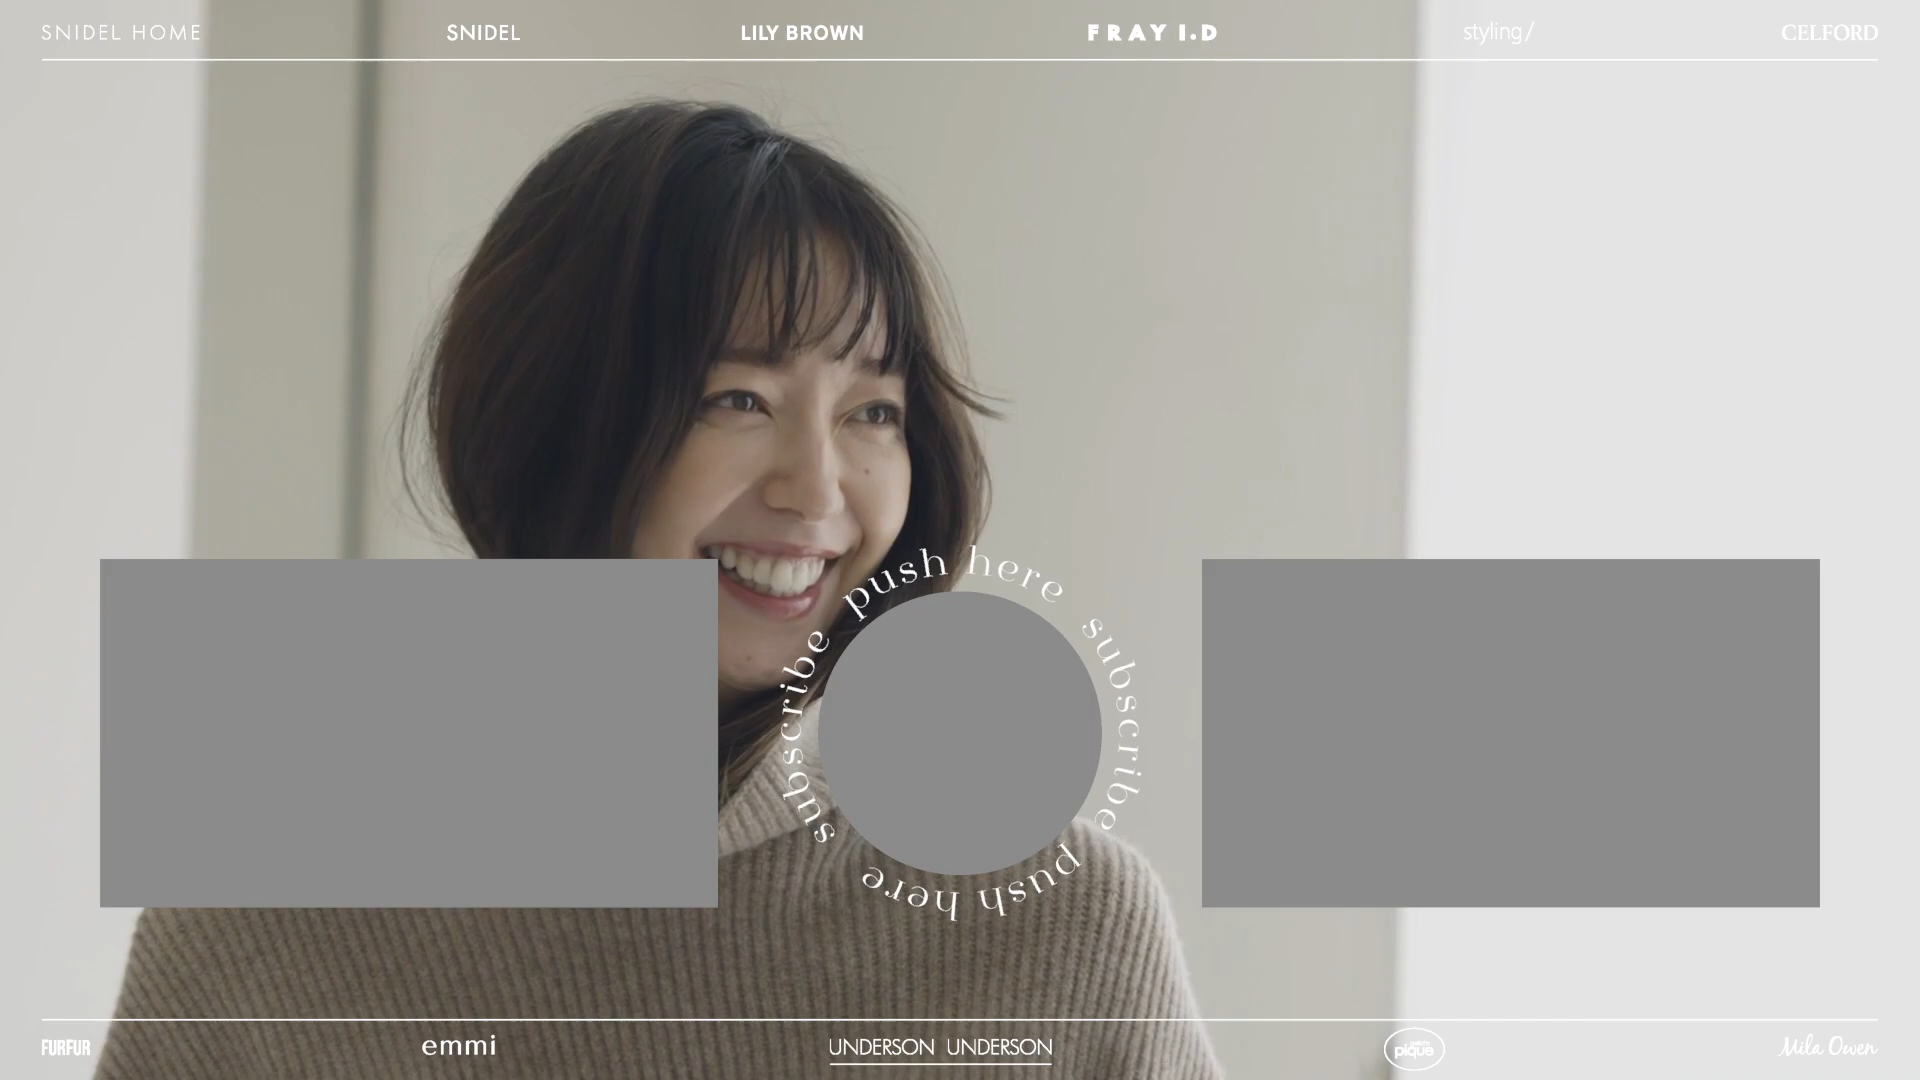 SNIDEL HOME
SNIDEL
LILY BROWN
FRAY I.D
styling/
CELFORD
push here
subscribe
push here
subscribe
FURFUR
emmi
UNDERSON UNDERSON
pique
Mila Owen